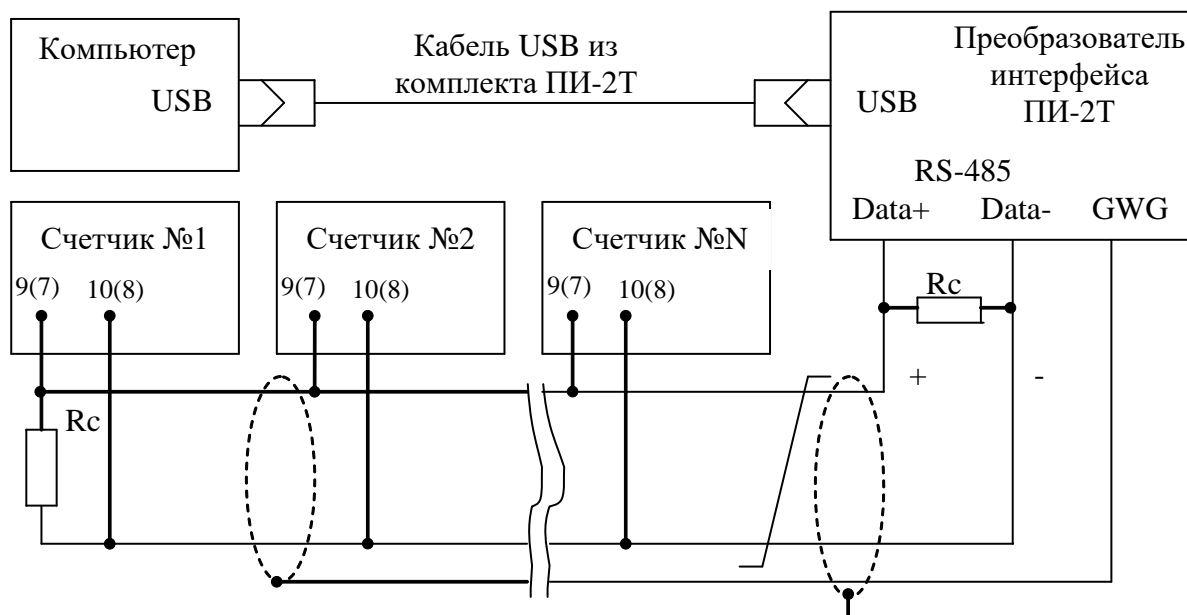 Компьютер
USB
Кабель USB из
комплекта ПИ-2Т
Преобразователь
интерфейса
ПИ-2Т
USB
RS-485
Data+ Data- GWG
Счетчик №1
9(7) 10(8)
Счетчик №2
9(7) 10(8)
Счетчик №N
9(7) 10(8)
Rc
+ -
Rc